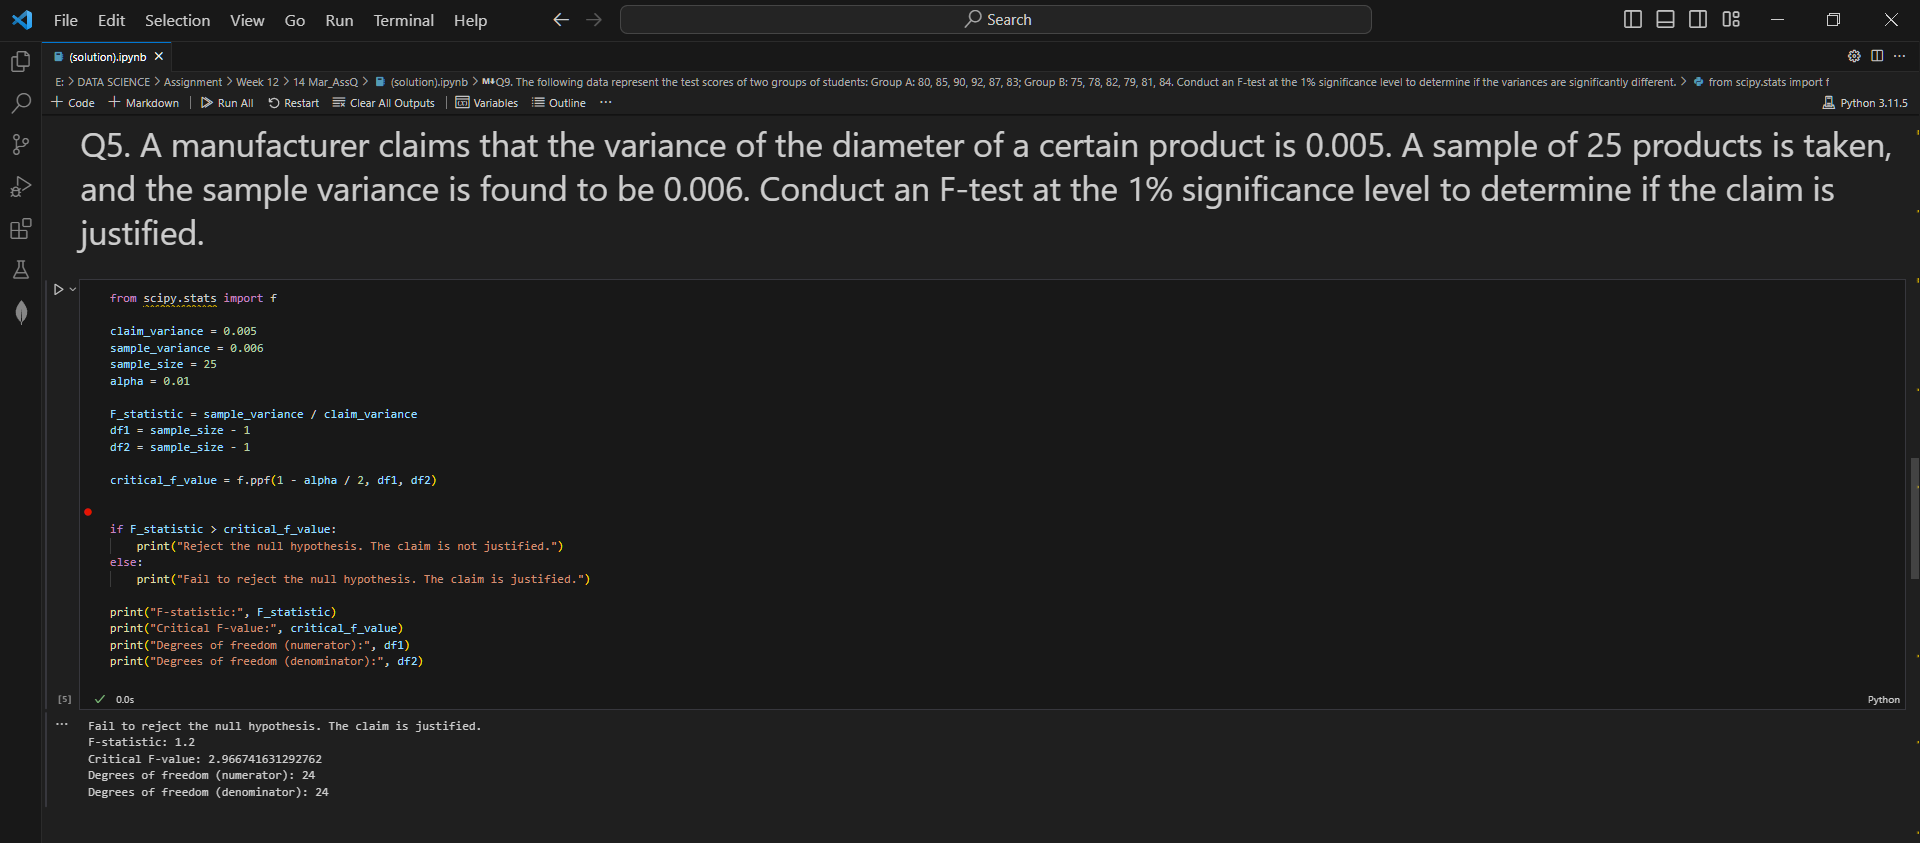 File Edit Selection View Go Run Terminal Help
Search
(solution).ipynb
E: > DATA SCIENCE > Assignment > Week 12 > 14 Mar_AssQ > (solution).ipynb > M↓Q9. The following data represent the test scores of two groups of students: Group A: 80, 85, 90, 92, 87, 83; Group B: 75, 78, 82, 79, 81, 84. Conduct an F-test at the 1% significance level to determine if the variances are significantly different. > from scipy.stats import f
+ Code + Markdown | Run All Restart Clear All Outputs | Variables Outline ···
Python 3.11.5
Q5. A manufacturer claims that the variance of the diameter of a certain product is 0.005. A sample of 25 products is taken,
and the sample variance is found to be 0.006. Conduct an F-test at the 1% significance level to determine if the claim is
justified.
from scipy.stats import f
claim_variance = 0.005
sample_variance = 0.006
sample_size = 25
alpha = 0.01
F_statistic = sample_variance / claim_variance
df1 = sample_size - 1
df2 = sample_size - 1
critical_f_value = f.ppf(1 - alpha / 2, df1, df2)
if F_statistic > critical_f_value:
print("Reject the null hypothesis. The claim is not justified.")
else:
print("Fail to reject the null hypothesis. The claim is justified.")
print("F-statistic:", F_statistic)
print("Critical F-value:", critical_f_value)
print("Degrees of freedom (numerator):", df1)
print("Degrees of freedom (denominator):", df2)
[5] 0.0s
Python
Fail to reject the null hypothesis. The claim is justified.
F-statistic: 1.2
Critical F-value: 2.966741631292762
Degrees of freedom (numerator): 24
Degrees of freedom (denominator): 24